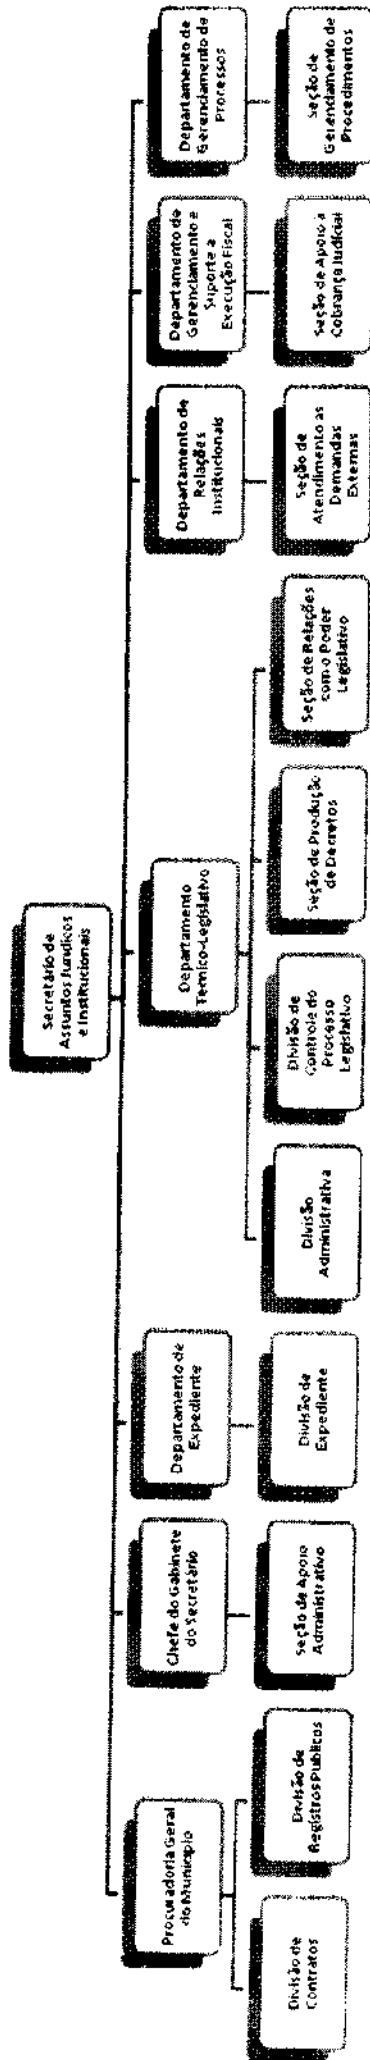 Secretário de
Assuntos Jurídicos
e Institucionais
Procuradoria Geral
do Município
Chefe do Gabinete
do Secretário
Departamento de
Expediente
Departamento
Técnico-Legislativo
Departamento de
Relações
Institucionais
Departamento de
Gerenciamento e
Suporte a
Execução Fiscal
Departamento de
Gerenciamento de
Processos
Divisão de
Contratos
Divisão de
Registros Públicos
Seção de Apoio
Administrativo
Divisão de
Expediente
Divisão
Administrativa
Divisão de
Controle do
Processo
Legislativo
Seção de Produção
de Decretos
Seção de Relações
com o Poder
Legislativo
Seção de
Atendimento as
Demandas
Externas
Seção de Apoio à
Cobrança Judicial
Seção de
Gerenciamento de
Procedimentos